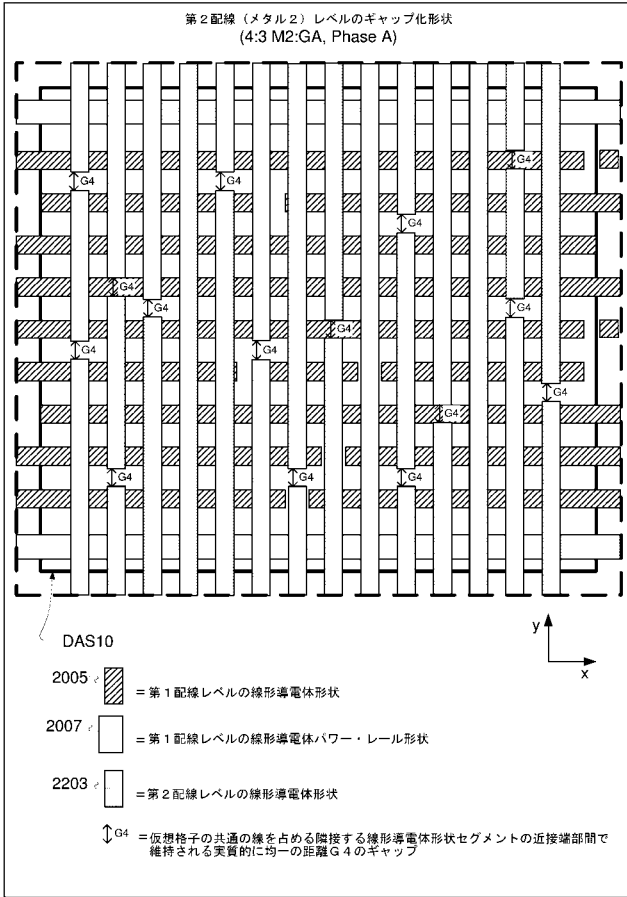 第2配線（メタル2）レベルのギャップ化形状
(4:3 M2:GA, Phase A)
G4
G4 G4
G4
G4
G4 G4
G4
G4 G4
G4
G4
G4 G4 G4
DAS10
y
x
2005 =第1配線レベルの線形導電体形状
2007 =第1配線レベルの線形導電体パワー・レール形状
2203 =第2配線レベルの線形導電体形状
G4 =仮想格子の共通の線を占める隣接する線形導電体形状セグメントの近接端部間で
維持される実質的に均一の距離G4のギャップ